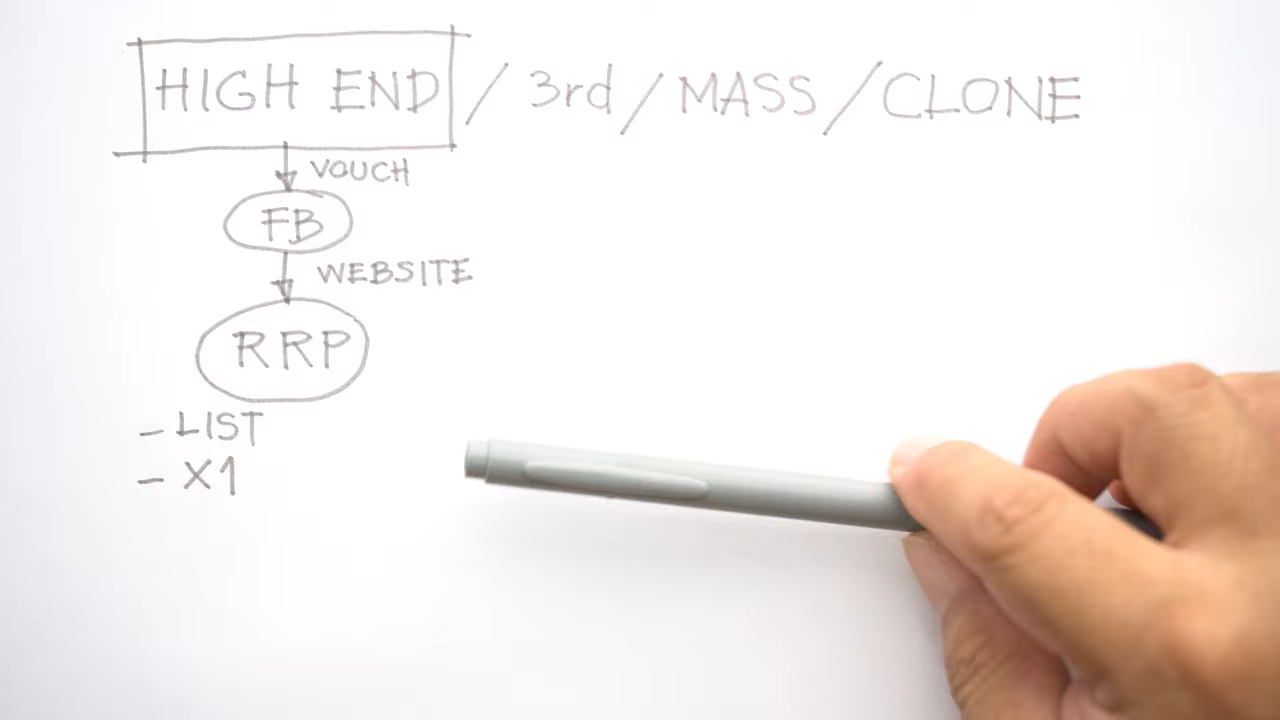 HIGH END / 3rd / MASS / CLONE
VOUCH
FB
WEBSITE
RRP
- LIST
- X1